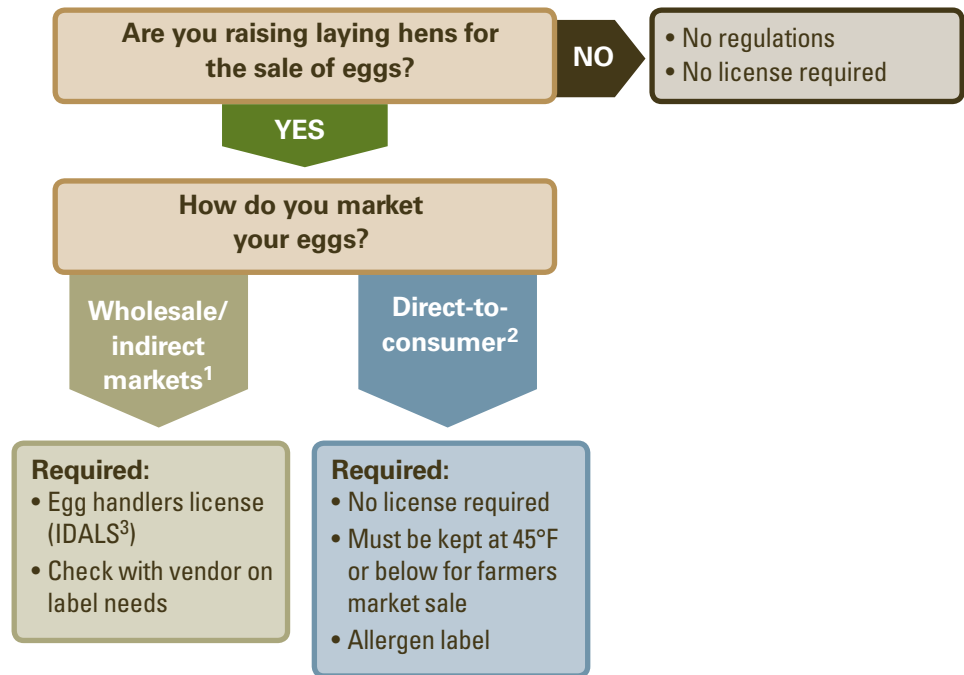 Are you raising laying hens for
the sale of eggs?
NO
• No regulations
• No license required
YES
How do you market
your eggs?
Wholesale/
indirect
markets¹
Direct-to-
consumer²
Required:
• Egg handlers license
(IDALS³)
• Check with vendor on
label needs
Required:
• No license required
• Must be kept at 45°F
or below for farmers
market sale
• Allergen label